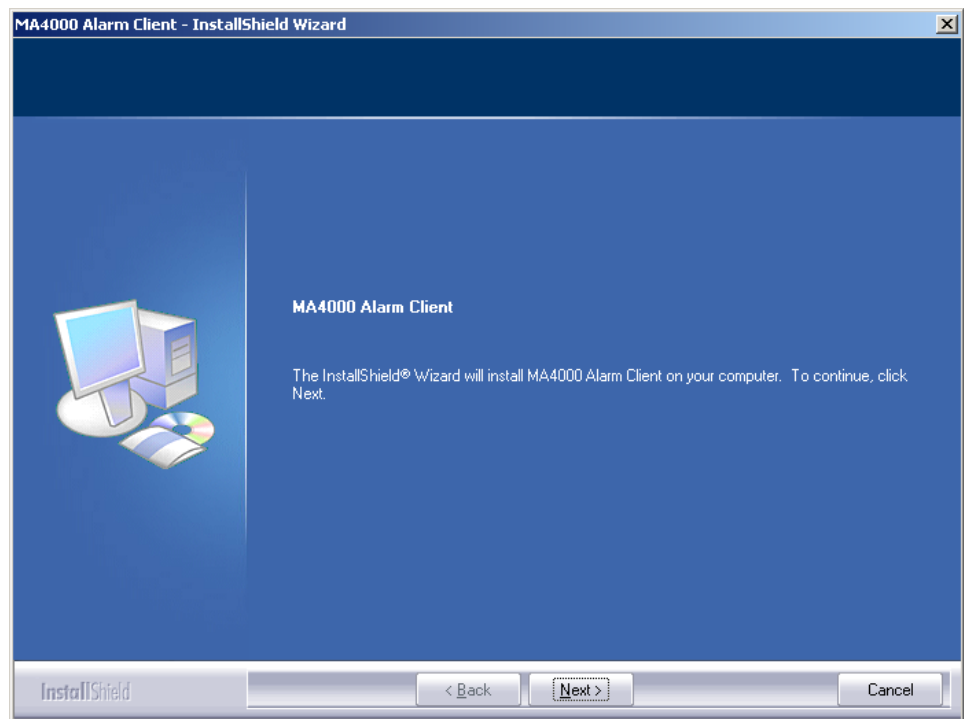 MA4000 Alarm Client - InstallShield Wizard
MA4000 Alarm Client
The InstallShield® Wizard will install MA4000 Alarm Client on your computer. To continue, click
Next.
InstallShield
< Back
Next >
Cancel